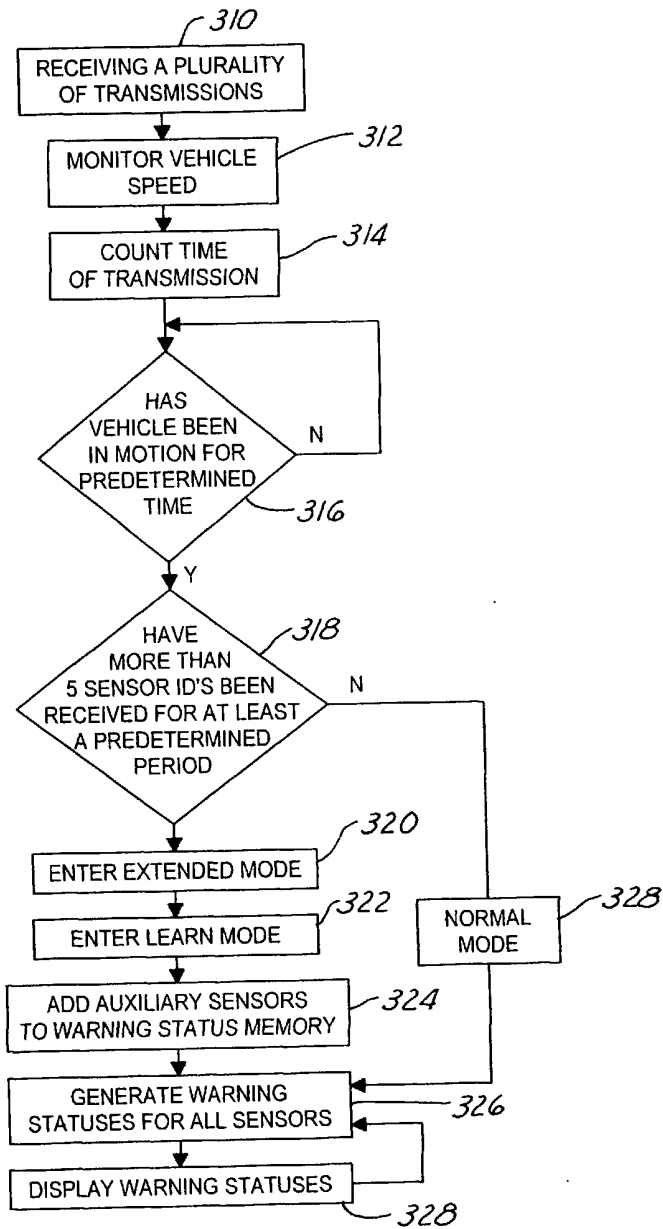 310
RECEIVING A PLURALITY
OF TRANSMISSIONS
312
MONITOR VEHICLE
SPEED
314
COUNT TIME
OF TRANSMISSION
HAS
VEHICLE BEEN
IN MOTION FOR
PREDETERMINED
TIME
N
316
Y
318
HAVE
MORE THAN
5 SENSOR ID'S BEEN
RECEIVED FOR AT LEAST
A PREDETERMINED
PERIOD
N
320
ENTER EXTENDED MODE
322
ENTER LEARN MODE
328
NORMAL
MODE
ADD AUXILIARY SENSORS
TO WARNING STATUS MEMORY
324
GENERATE WARNING
STATUSES FOR ALL SENSORS
326
DISPLAY WARNING STATUSES
328